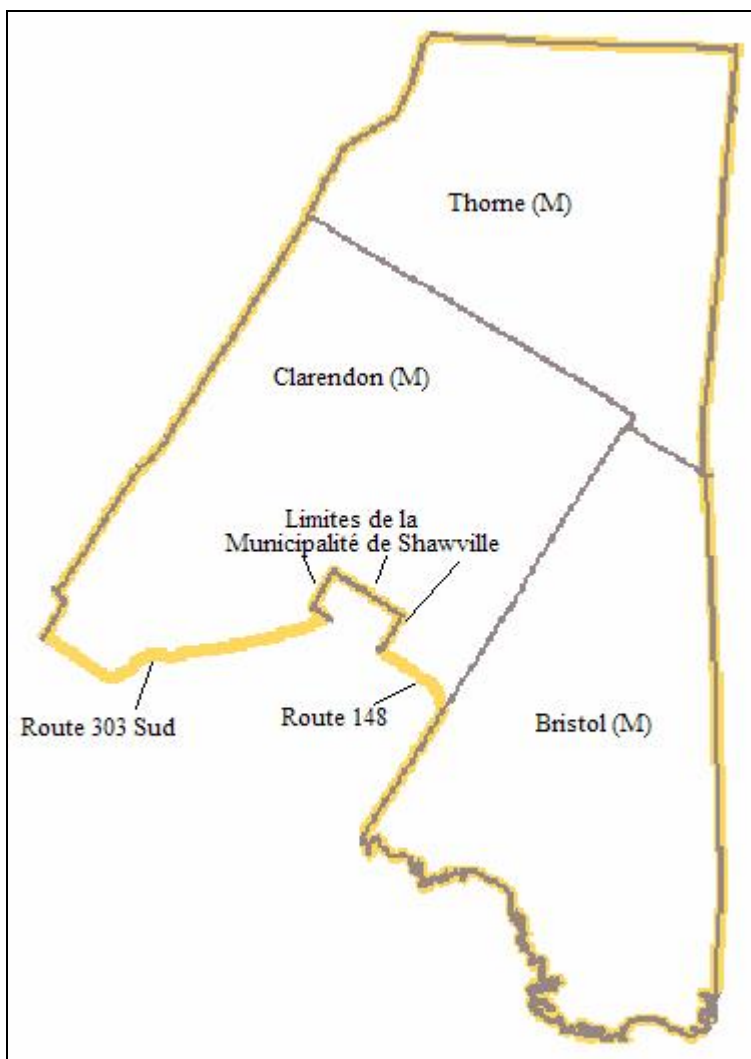 Thorne (M)
Clarendon (M)
Limites de la
Municipalité de Shawville
Route 303 Sud
Route 148
Bristol (M)